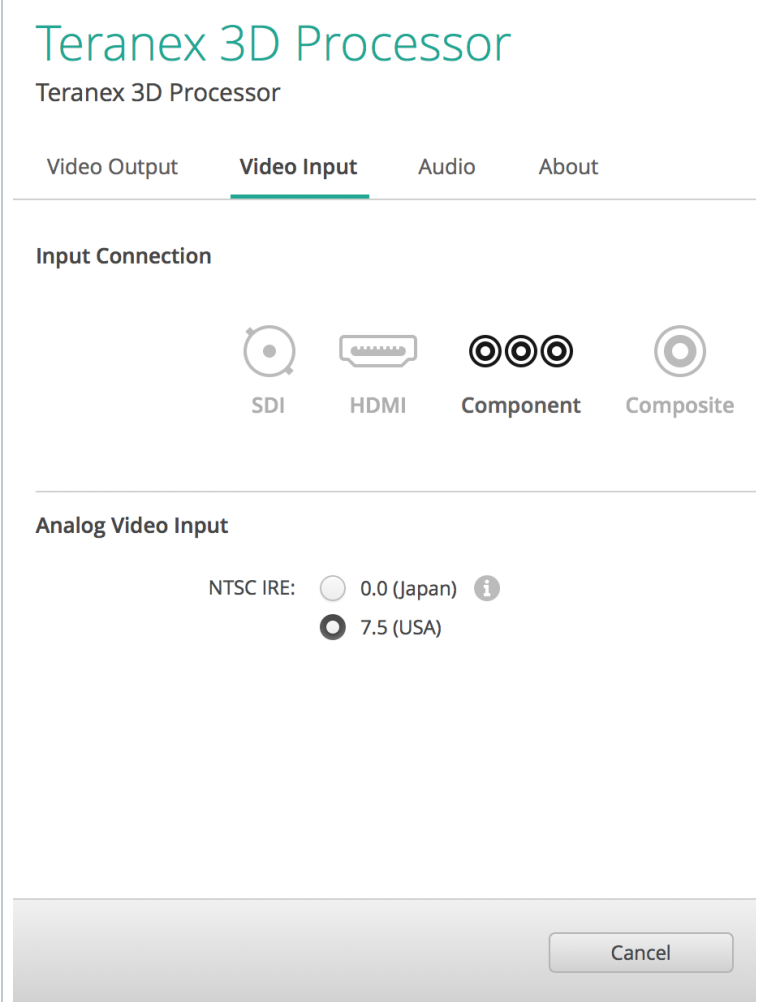 Teranex 3D Processor
Teranex 3D Processor
Video Output Video Input Audio About
Input Connection
SDI HDMI Component Composite
Analog Video Input
NTSC IRE: 0.0 (Japan)
7.5 (USA)
Cancel